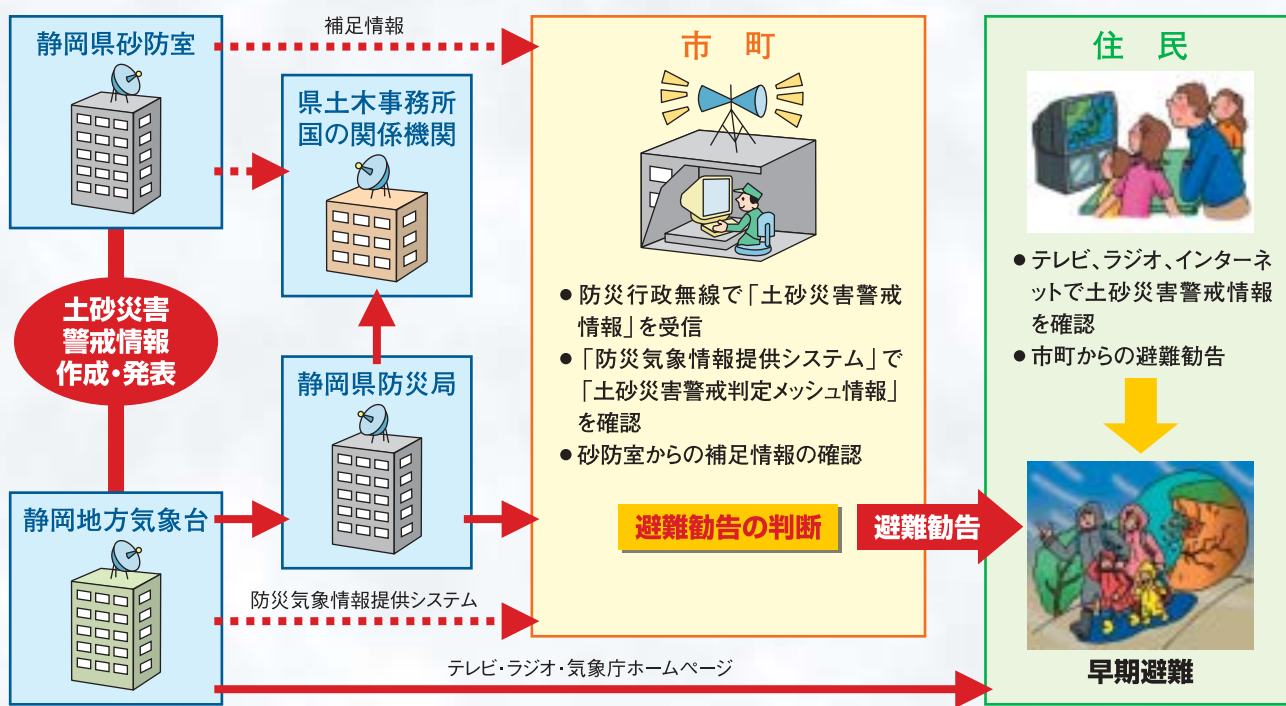 静岡県砂防室
補足情報
県土木事務所
国の関係機関
土砂災害
警戒情報
作成・発表
静岡県防災局
静岡地方気象台
防災気象情報提供システム
テレビ・ラジオ・気象庁ホームページ
市 町
● 防災行政無線で「土砂災害警戒
情報」を受信
● 「防災気象情報提供システム」で
「土砂災害警戒判定メッシュ情報」
を確認
● 砂防室からの補足情報の確認
避難勧告の判断
避難勧告
住 民
● テレビ、ラジオ、インターネ
ットで土砂災害警戒情報
を確認
● 市町からの避難勧告
早期避難